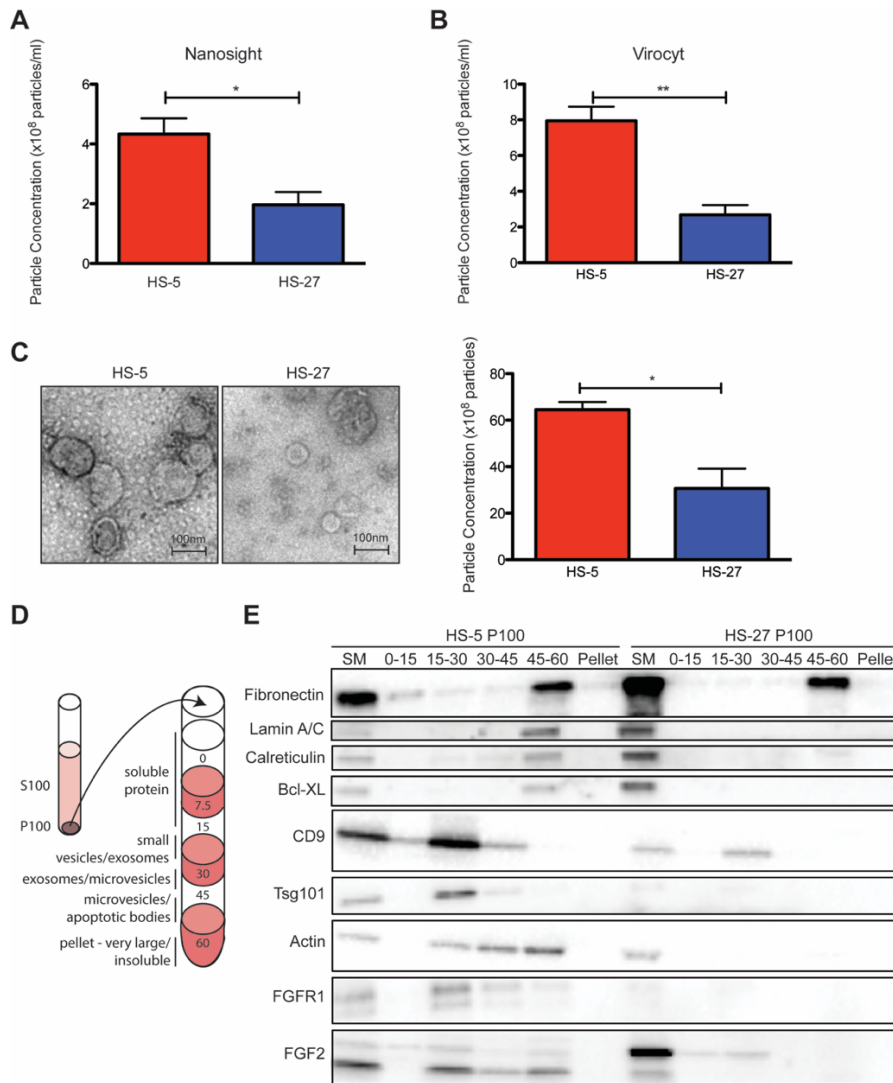 A
Nanosight
Particle Concentration (x10⁸ particles/ml)
6
4
2
0
*
HS-5
HS-27
B
Virocyt
Particle Concentration (x10⁸ particles/ml)
10
8
6
4
2
0
**
HS-5
HS-27
C
HS-5
HS-27
100nm
100nm
Particle Concentration (x10⁸ particles)
80
60
40
20
0
*
HS-5
HS-27
D
S100
P100
soluble
protein
small
vesicles/exosomes
exosomes/microvesicles
microvesicles/
apoptotic bodies
pellet - very large/
insoluble
0
7.5
15
30
45
60
E
HS-5 P100
HS-27 P100
SM 0-15 15-30 30-45 45-60 Pellet SM 0-15 15-30 30-45 45-60 Pelle
Fibronectin
Lamin A/C
Calreticulin
Bcl-XL
CD9
Tsg101
Actin
FGFR1
FGF2